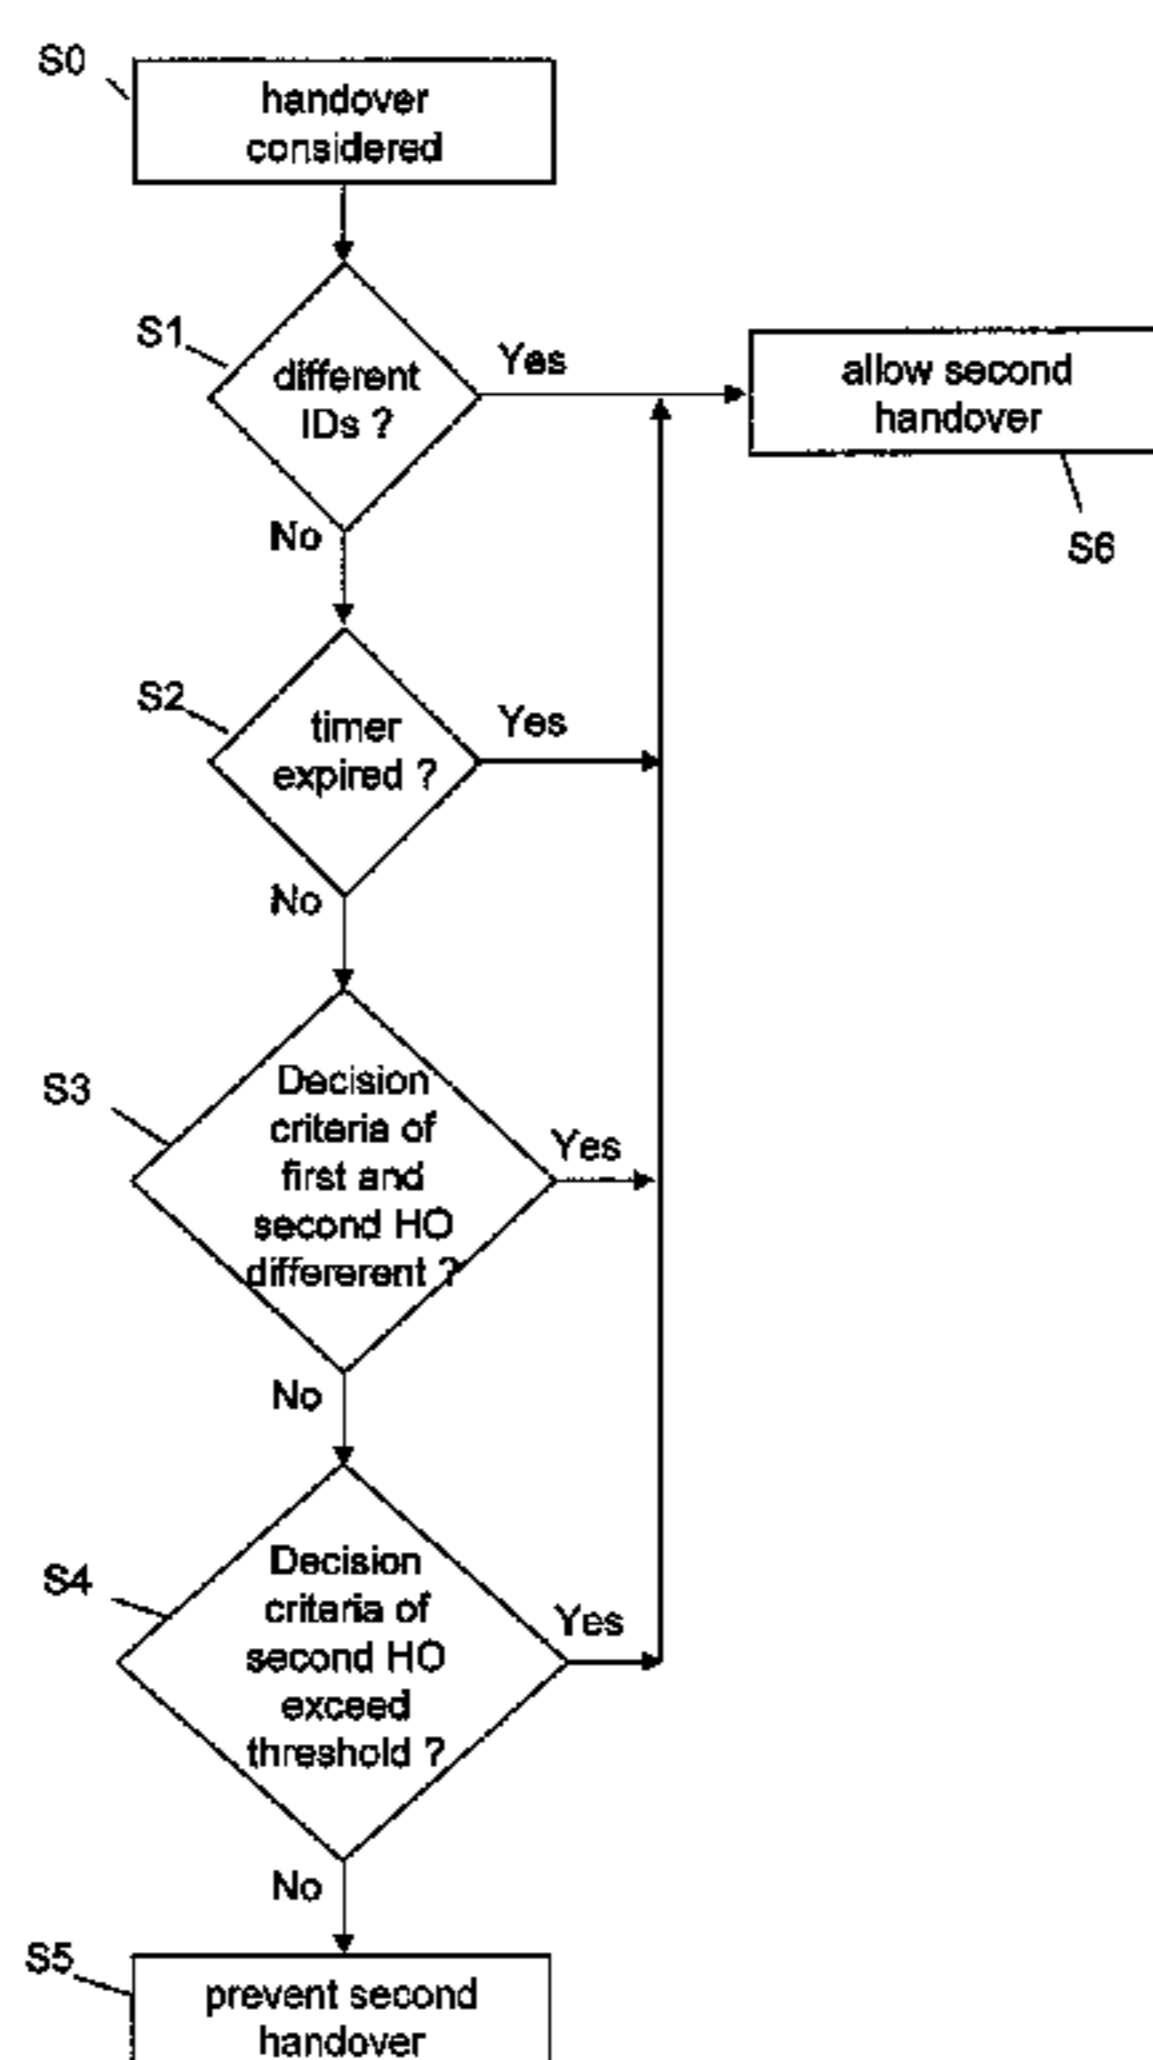 S0
handover
considered
S1
different
IDs ?
Yes
allow second
handover
S6
No
S2
timer
expired ?
Yes
No
S3
Decision
criteria of
first and
second HO
differerent ?
Yes
No
S4
Decision
criteria of
second HO
exceed
threshold ?
Yes
No
S5
prevent second
handover